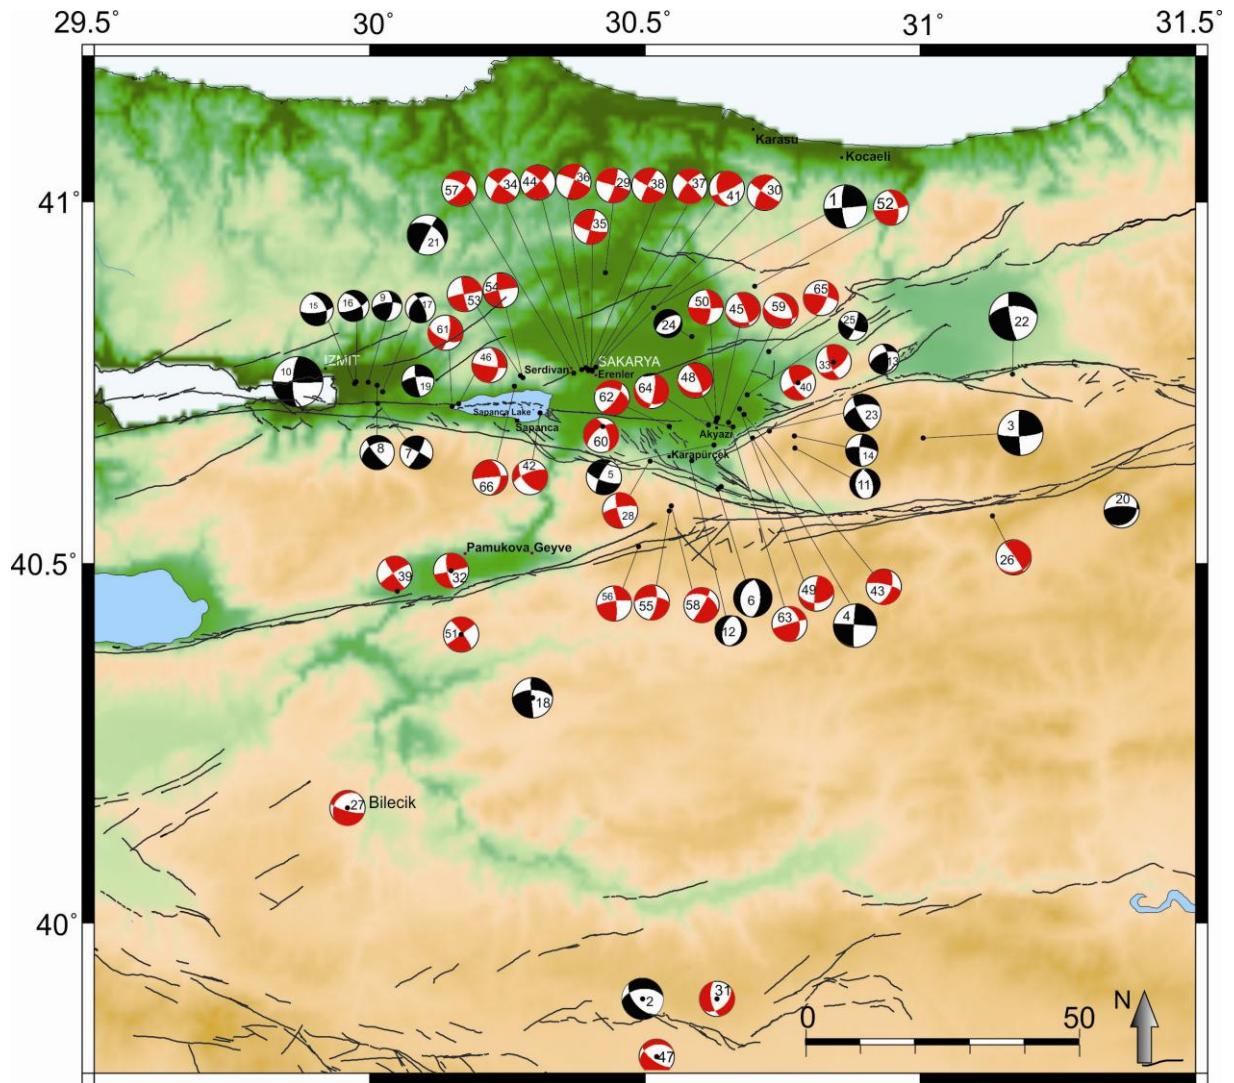 29.5° 30° 30.5° 31° 31.5°
Karasu
Kocaeli
41°
57 34 44 36 29 38 37 41 30 1 52
35
21
54
53
65
15 16 9 17
50 45 59
22
61
24
25
İZMİT
SAKARYA
46
33 13
Serdivan
Erenler
10
19
48
40
64
62
Sapanca Lake
23
Sapanca
Akyazı
3
60
8 7
Karapürçek
14
66 42 5
11
28
20
Pamukova Geyve
26
39 32
49 43
56 55 58 6
63 4
12
51
18
27 Bilecik
40.5°
40°
2 31
47
0 50
N